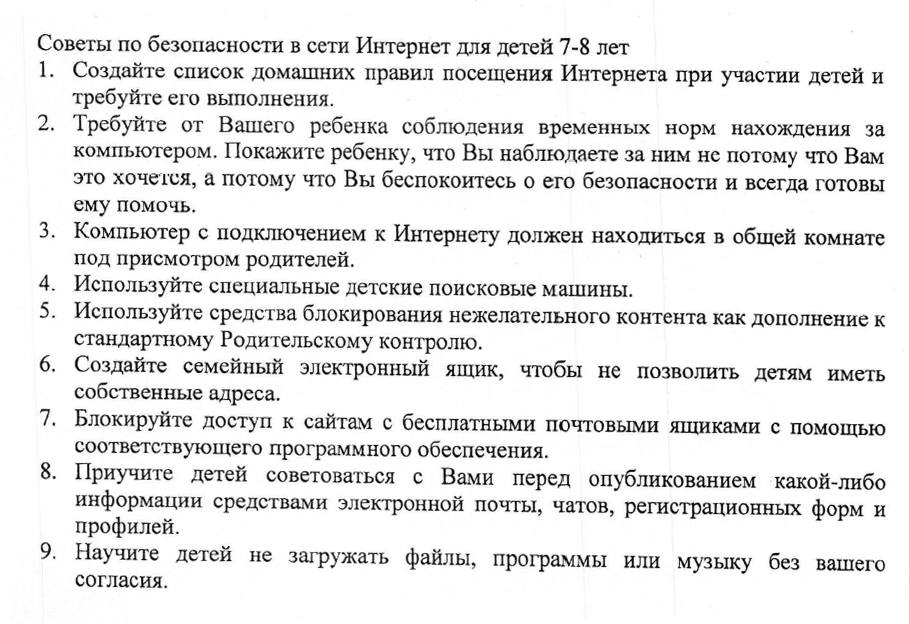 Советы по безопасности в сети Интернет для детей 7-8 лет
1. Создайте список домашних правил посещения Интернета при участии детей и
требуйте его выполнения.
2. Требуйте от Вашего ребенка соблюдения временных норм нахождения за
компьютером. Покажите ребенку, что Вы наблюдаете за ним не потому что Вам
это хочется, а потому что Вы беспокоитесь о его безопасности и всегда готовы
ему помочь.
3. Компьютер с подключением к Интернету должен находиться в общей комнате
под присмотром родителей.
4. Используйте специальные детские поисковые машины.
5. Используйте средства блокирования нежелательного контента как дополнение к
стандартному Родительскому контролю.
6. Создайте семейный электронный ящик, чтобы не позволить детям иметь
собственные адреса.
7. Блокируйте доступ к сайтам с бесплатными почтовыми ящиками с помощью
соответствующего программного обеспечения.
8. Приучите детей советоваться с Вами перед опубликованием какой-либо
информации средствами электронной почты, чатов, регистрационных форм и
профилей.
9. Научите детей не загружать файлы, программы или музыку без вашего
согласия.